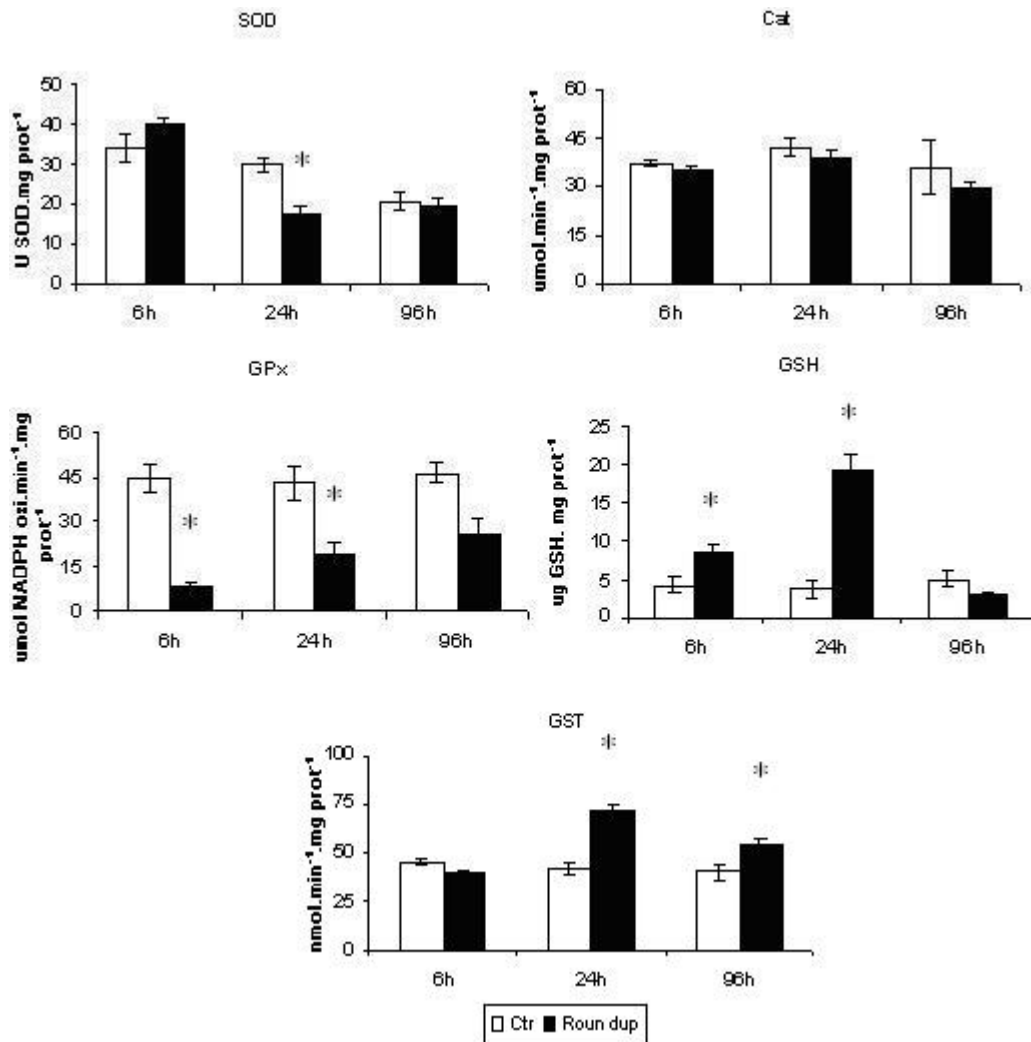 SOD
U SOD.mg prot⁻¹
50
40
30
20
10
0
*
6h 24h 96h
Cat
umol.min⁻¹.mg prot⁻¹
60
45
30
15
0
6h 24h 96h
GPx
umol NADPH oxi.min⁻¹.mg
prot⁻¹
60
45
30
15
0
* *
6h 24h 96h
GSH
ug GSH. mg prot⁻¹
25
20
15
10
5
0
* *
6h 24h 96h
GST
nmol.min⁻¹.mg prot⁻¹
100
75
50
25
0
* *
6h 24h 96h
Ctr Roun dup